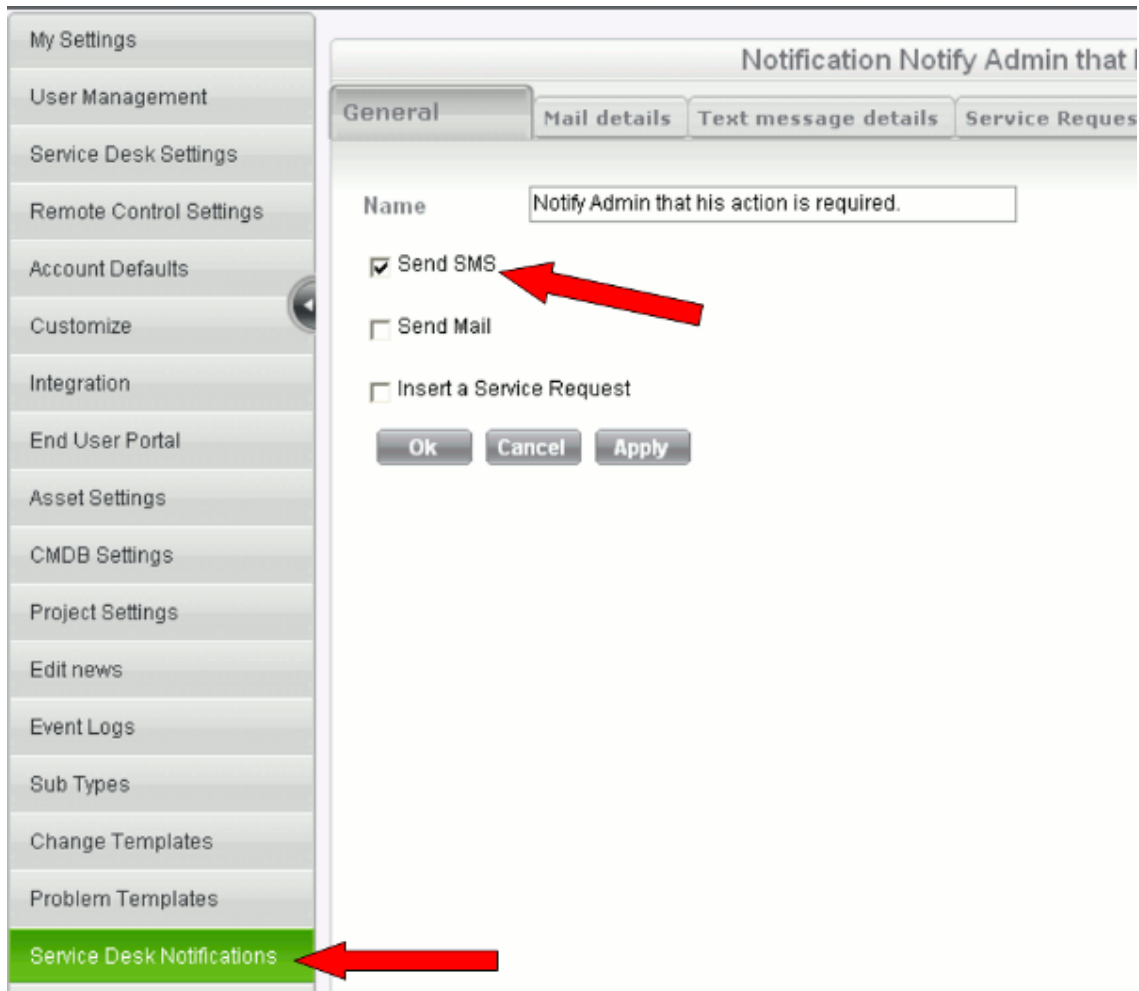 My Settings
User Management
Service Desk Settings
Remote Control Settings
Account Defaults
Customize
Integration
End User Portal
Asset Settings
CMDB Settings
Project Settings
Edit news
Event Logs
Sub Types
Change Templates
Problem Templates
Service Desk Notifications
Notification Notify Admin that
General
Mail details
Text message details
Service Reques
Name
Notify Admin that his action is required.
Send SMS
Send Mail
Insert a Service Request
Ok
Cancel
Apply